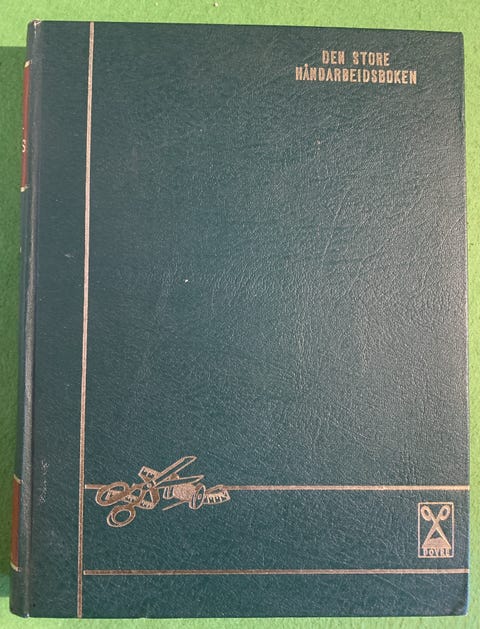 DEN STORE
HÅNDARBEIDSBOKEN
DOVRE